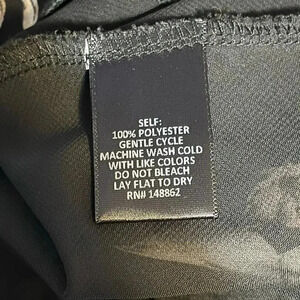 SELF:
100% POLYESTER
GENTLE CYCLE
MACHINE WASH COLD
WITH LIKE COLORS
DO NOT BLEACH
LAY FLAT TO DRY
RN# 148862